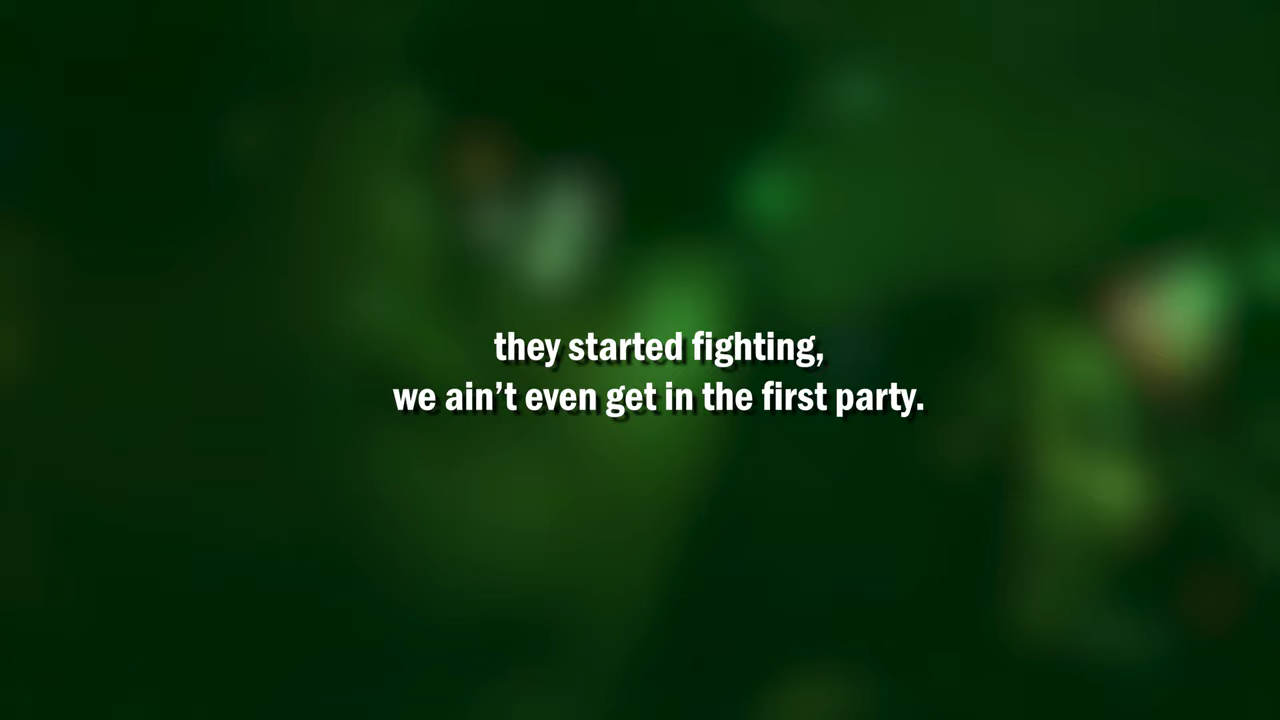 they started fighting,
we ain’t even get in the first party.